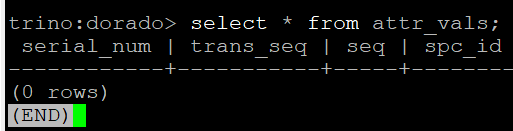 trino:dorado> select * from attr_vals;
 serial_num | trans_seq | seq | spc_id
------------+-----------+-----+--------
(0 rows)
(END)